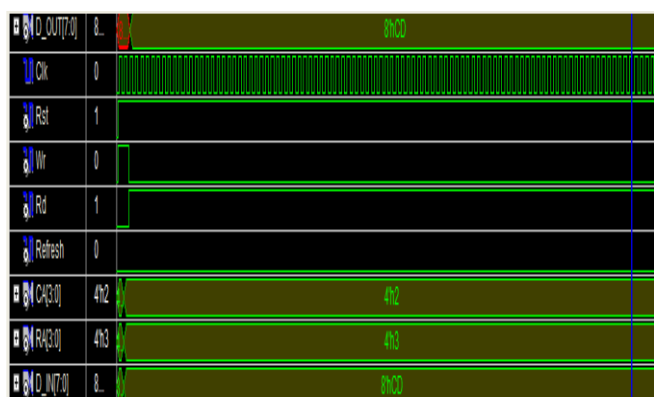 D_OUT[7:0] 8... 8'hCD
Clk 0
Rst 1
Wr 0
Rd 1
Refresh 0
CA[3:0] 4'h2 4'h2
RA[3:0] 4'h3 4'h3
D_IN[7:0] 8... 8'hCD